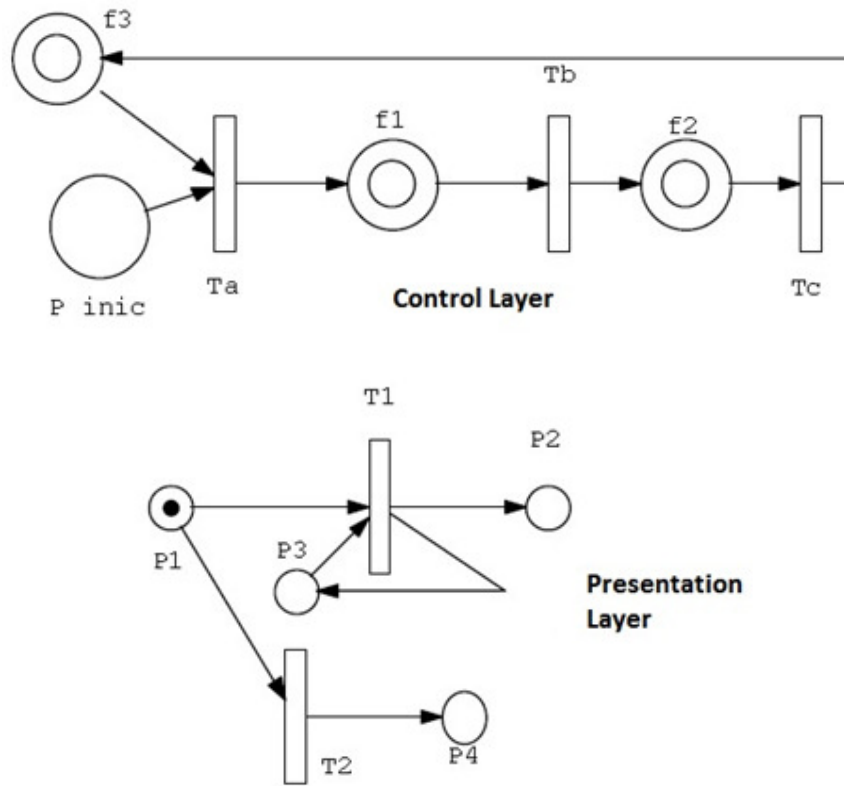 f3
Tb
f1
f2
P inic
Ta
Control Layer
Tc
T1
P2
P1
P3
Presentation
Layer
T2
P4